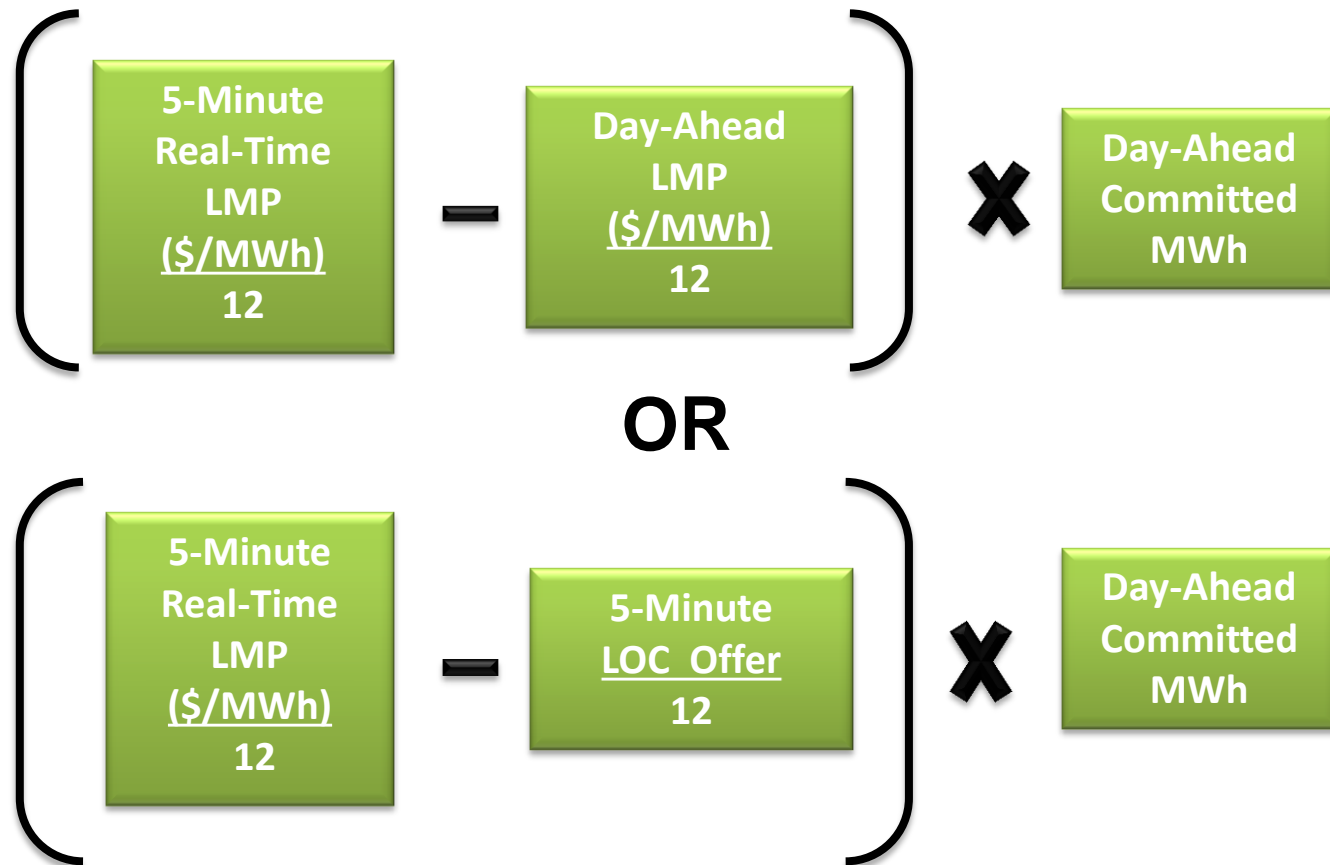 5-Minute
Real-Time
LMP
($/MWh)
12
Day-Ahead
LMP
($/MWh)
12
Day-Ahead
Committed
MWh
OR
5-Minute
Real-Time
LMP
($/MWh)
12
5-Minute
LOC Offer
12
Day-Ahead
Committed
MWh